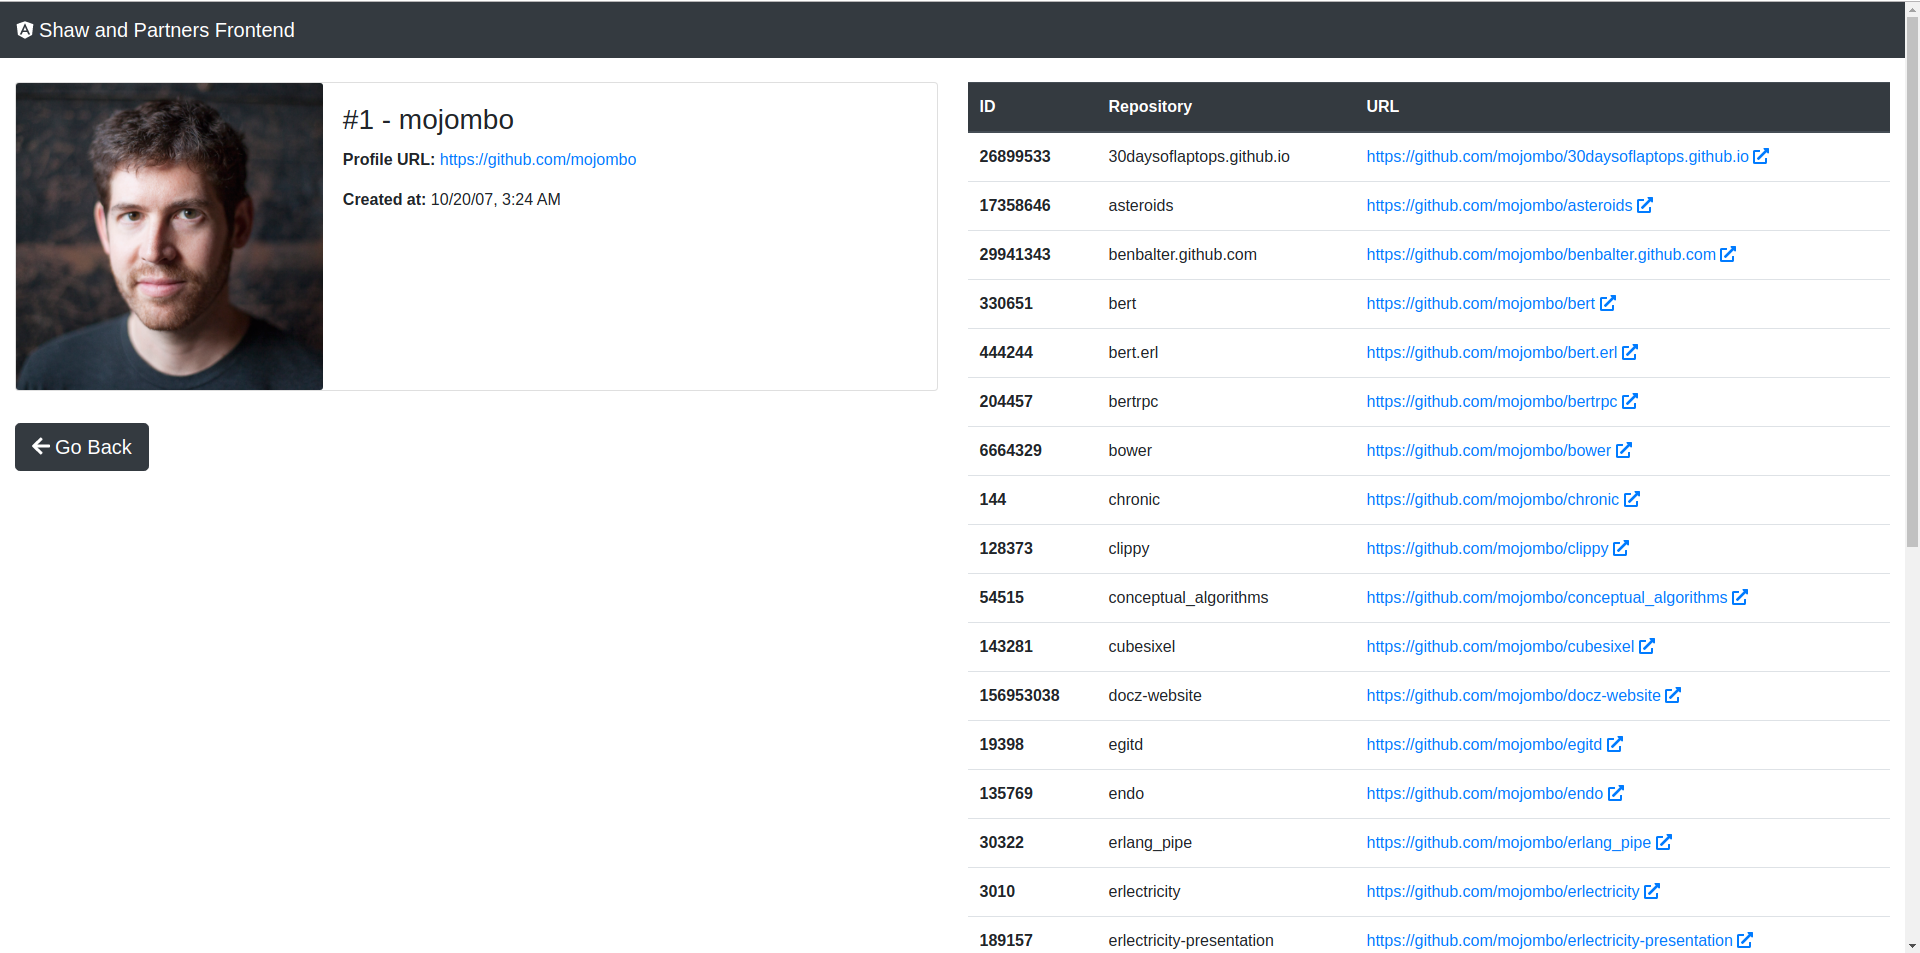 Shaw and Partners Frontend
#1 - mojombo
Profile URL: https://github.com/mojombo
Created at: 10/20/07, 3:24 AM
Go Back
ID Repository URL
26899533 30daysoflaptops.github.io https://github.com/mojombo/30daysoflaptops.github.io
17358646 asteroids https://github.com/mojombo/asteroids
29941343 benbalter.github.com https://github.com/mojombo/benbalter.github.com
330651 bert https://github.com/mojombo/bert
444244 bert.erl https://github.com/mojombo/bert.erl
204457 bertrpc https://github.com/mojombo/bertrpc
6664329 bower https://github.com/mojombo/bower
144 chronic https://github.com/mojombo/chronic
128373 clippy https://github.com/mojombo/clippy
54515 conceptual_algorithms https://github.com/mojombo/conceptual_algorithms
143281 cubesixel https://github.com/mojombo/cubesixel
156953038 docz-website https://github.com/mojombo/docz-website
19398 egitd https://github.com/mojombo/egitd
135769 endo https://github.com/mojombo/endo
30322 erlang_pipe https://github.com/mojombo/erlang_pipe
3010 erlectricity https://github.com/mojombo/erlectricity
189157 erlectricity-presentation https://github.com/mojombo/erlectricity-presentation